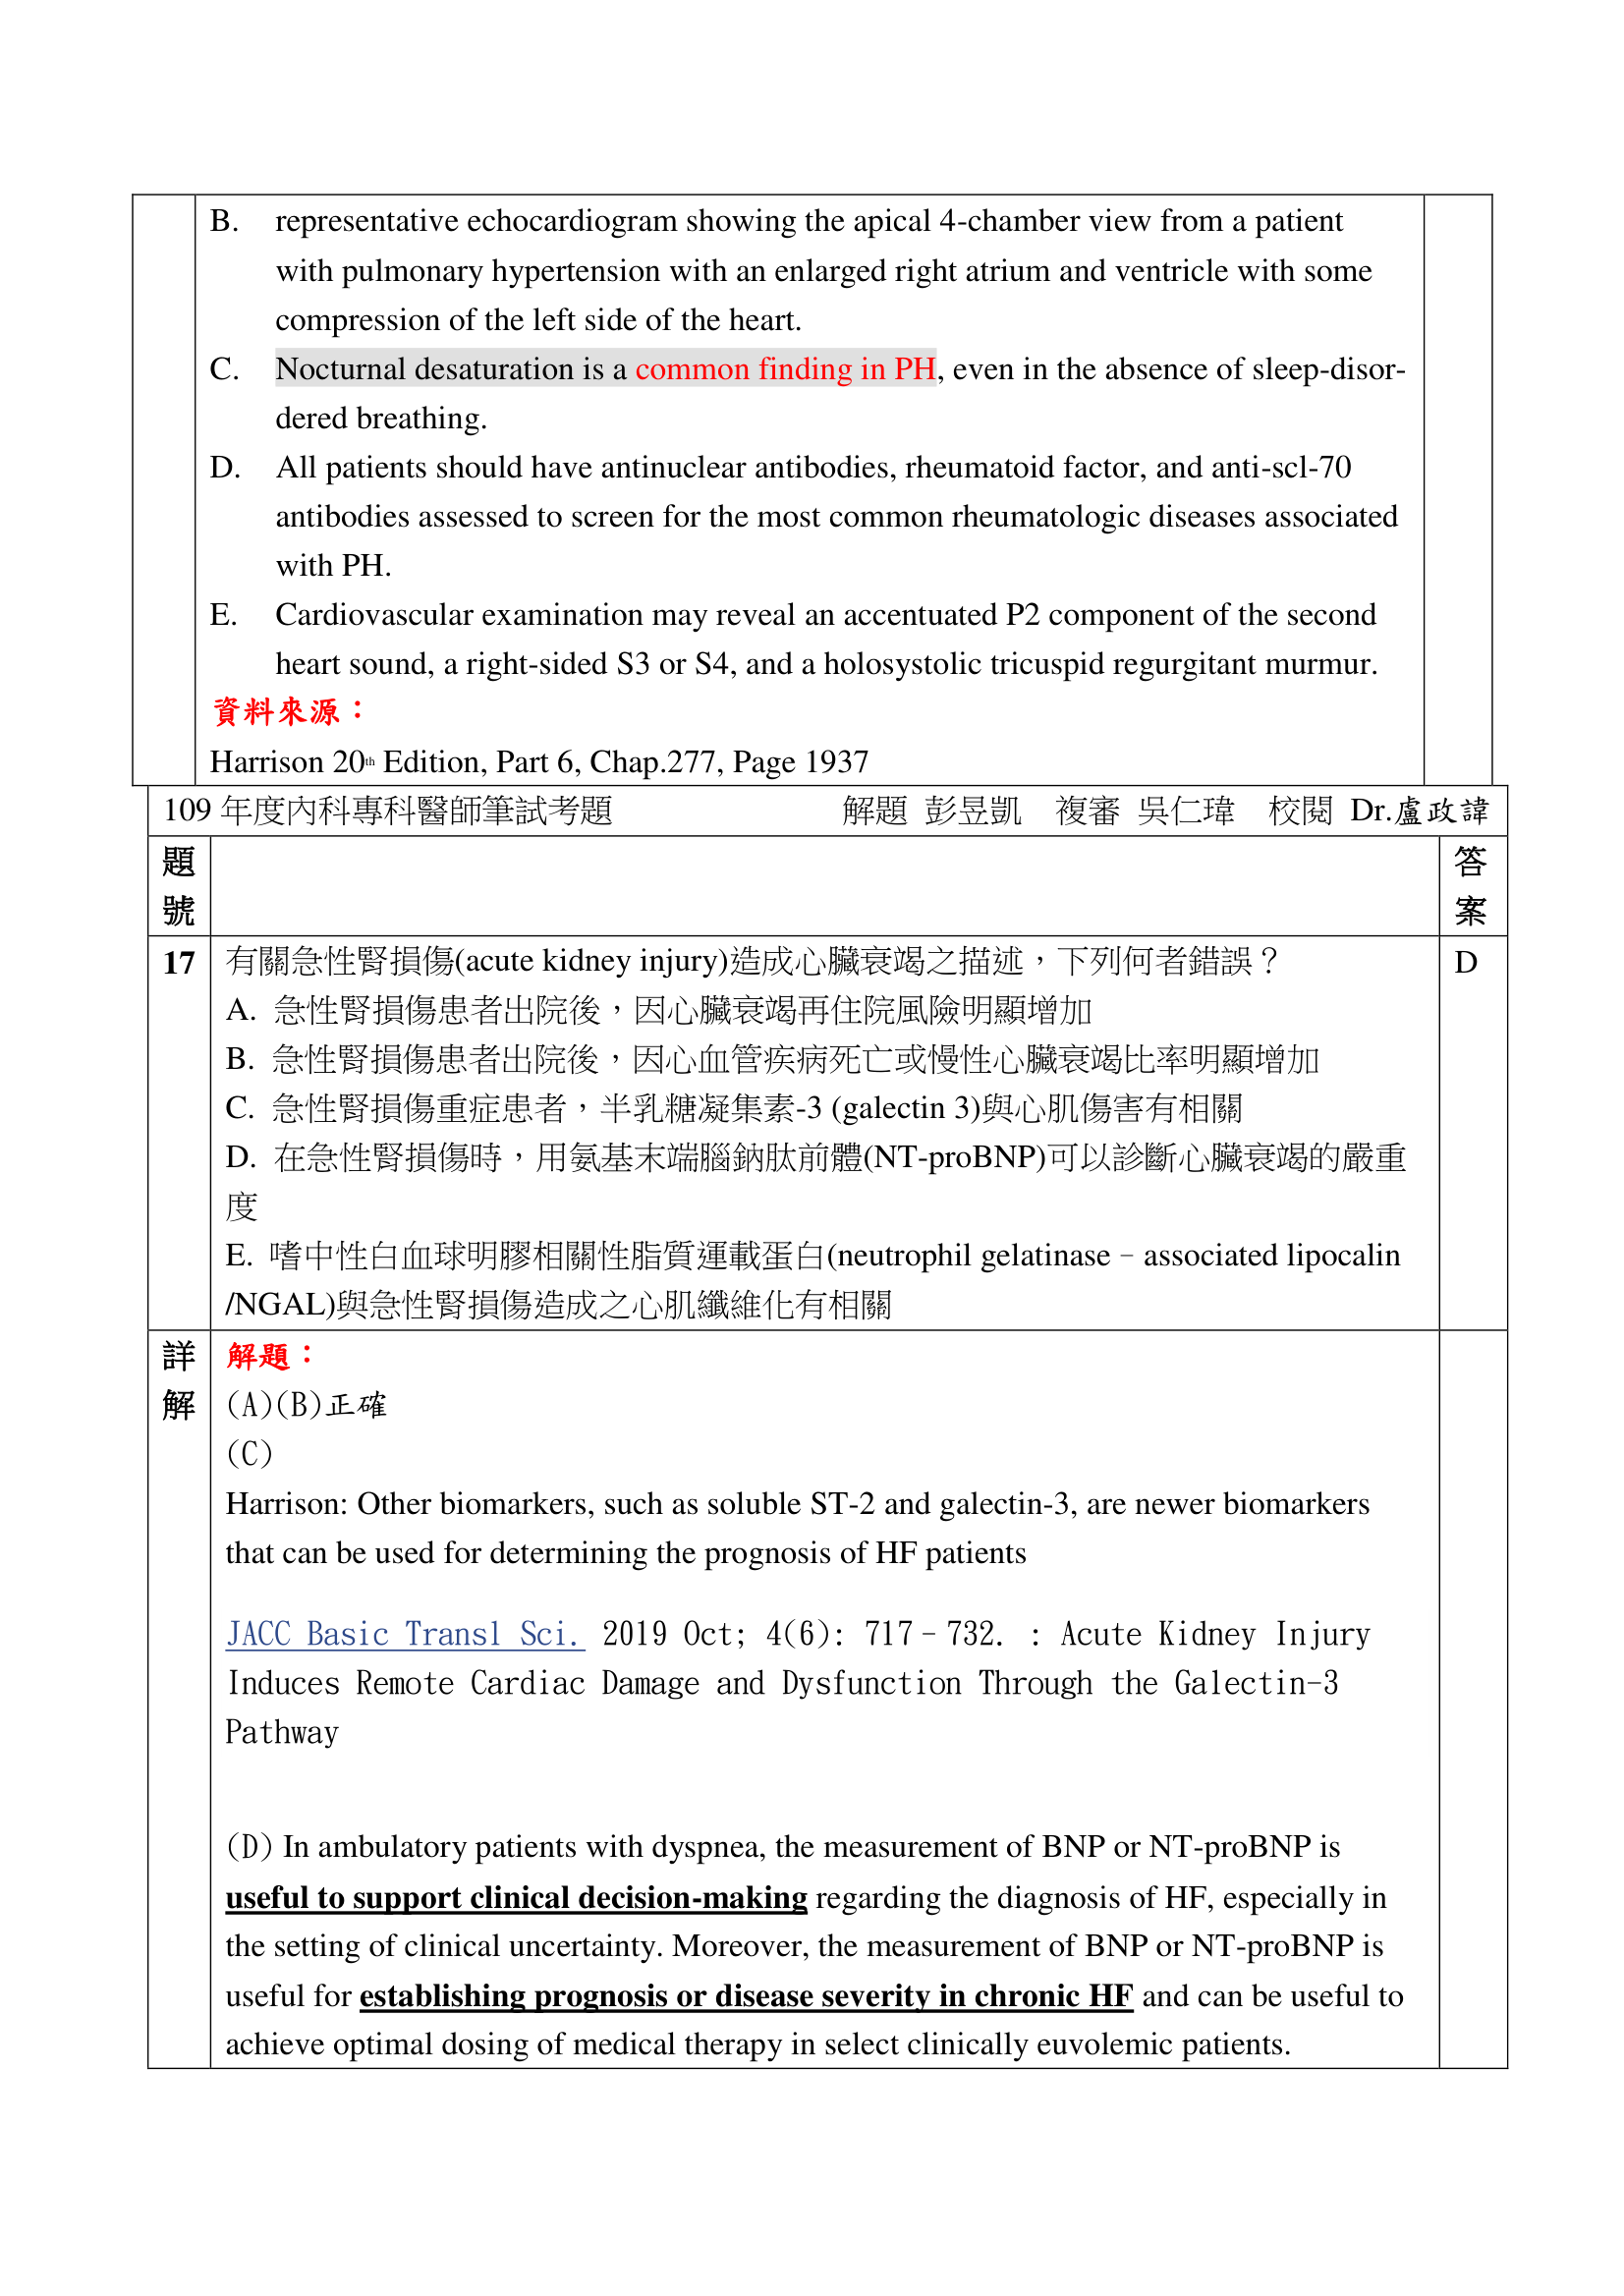 B. representative echocardiogram showing the apical 4-chamber view from a patient
with pulmonary hypertension with an enlarged right atrium and ventricle with some
compression of the left side of the heart.
C. Nocturnal desaturation is a common finding in PH, even in the absence of sleep-disor-
dered breathing.
D. All patients should have antinuclear antibodies, rheumatoid factor, and anti-scl-70
antibodies assessed to screen for the most common rheumatologic diseases associated
with PH.
E. Cardiovascular examination may reveal an accentuated P2 component of the second
heart sound, a right-sided S3 or S4, and a holosystolic tricuspid regurgitant murmur.
資料來源：
Harrison 20th Edition, Part 6, Chap.277, Page 1937
109 年度內科專科醫師筆試考題 解題 彭昱凱 複審 吳仁瑋 校閱 Dr.盧政諱
題 答
號 案
17 有關急性腎損傷(acute kidney injury)造成心臟衰竭之描述，下列何者錯誤？ D
A. 急性腎損傷患者出院後，因心臟衰竭再住院風險明顯增加
B. 急性腎損傷患者出院後，因心血管疾病死亡或慢性心臟衰竭比率明顯增加
C. 急性腎損傷重症患者，半乳糖凝集素-3 (galectin 3)與心肌傷害有相關
D. 在急性腎損傷時，用氨基末端腦鈉肽前體(NT-proBNP)可以診斷心臟衰竭的嚴重
度
E. 嗜中性白血球明膠相關性脂質運載蛋白(neutrophil gelatinase–associated lipocalin
/NGAL)與急性腎損傷造成之心肌纖維化有相關
詳 解題：
解 (A)(B)正確
(C)
Harrison: Other biomarkers, such as soluble ST-2 and galectin-3, are newer biomarkers
that can be used for determining the prognosis of HF patients
JACC Basic Transl Sci. 2019 Oct; 4(6): 717–732. : Acute Kidney Injury
Induces Remote Cardiac Damage and Dysfunction Through the Galectin-3
Pathway
(D) In ambulatory patients with dyspnea, the measurement of BNP or NT-proBNP is
useful to support clinical decision-making regarding the diagnosis of HF, especially in
the setting of clinical uncertainty. Moreover, the measurement of BNP or NT-proBNP is
useful for establishing prognosis or disease severity in chronic HF and can be useful to
achieve optimal dosing of medical therapy in select clinically euvolemic patients.